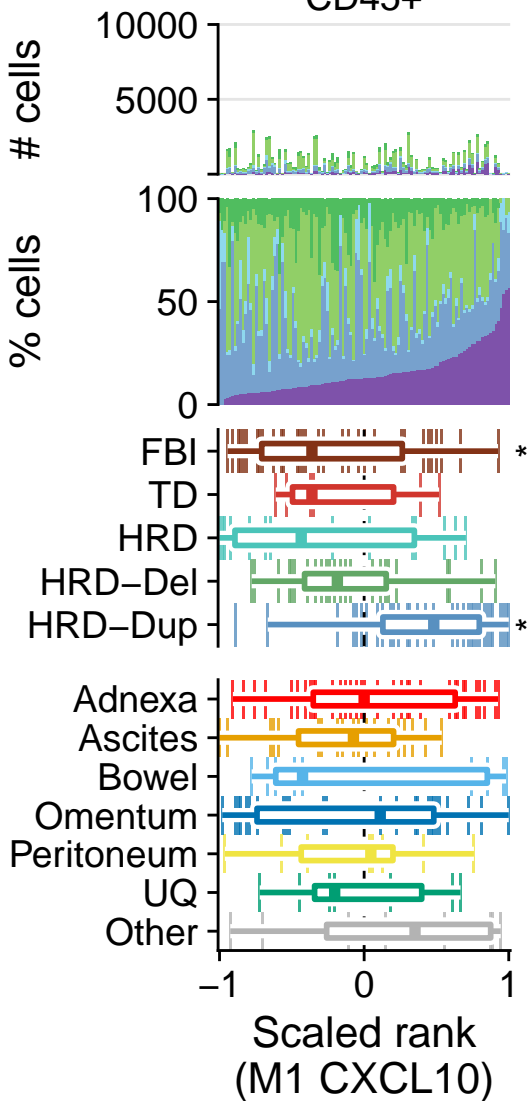 CD45+
10000
5000
# cells
100
50
0
% cells
FBI *
TD
HRD
HRD−Del
HRD−Dup *
Adnexa
Ascites
Bowel
Omentum
Peritoneum
UQ
Other
−1 0 1
Scaled rank
(M1 CXCL10)